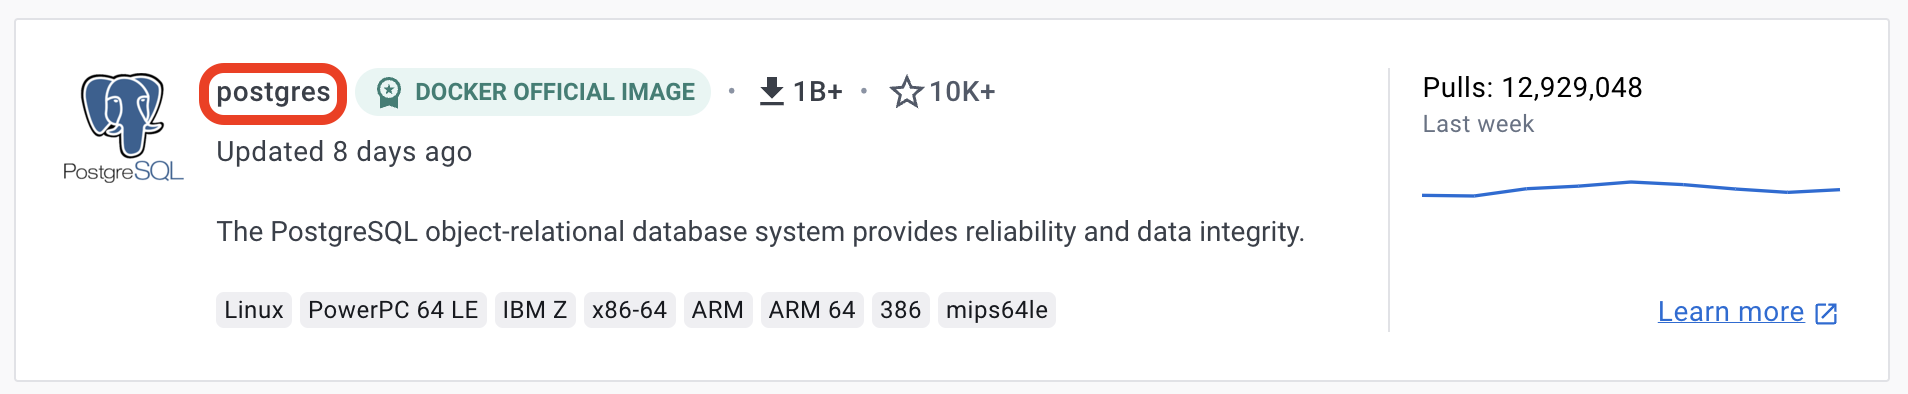 PostgreSQL
postgres DOCKER OFFICIAL IMAGE · 1B+ · 10K+
Updated 8 days ago
The PostgreSQL object-relational database system provides reliability and data integrity.
Linux PowerPC 64 LE IBM Z x86-64 ARM ARM 64 386 mips64le
Pulls: 12,929,048
Last week
Learn more